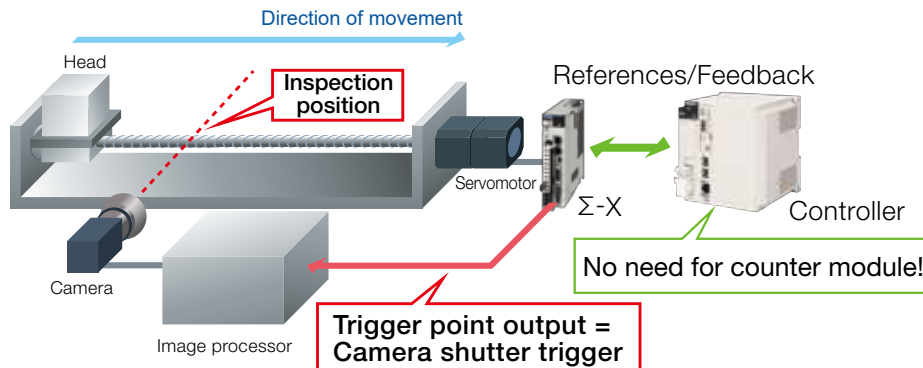 Direction of movement
Head
Inspection
position
References/Feedback
Servomotor
Σ-X
Controller
Camera
Image processor
No need for counter module!
Trigger point output =
Camera shutter trigger